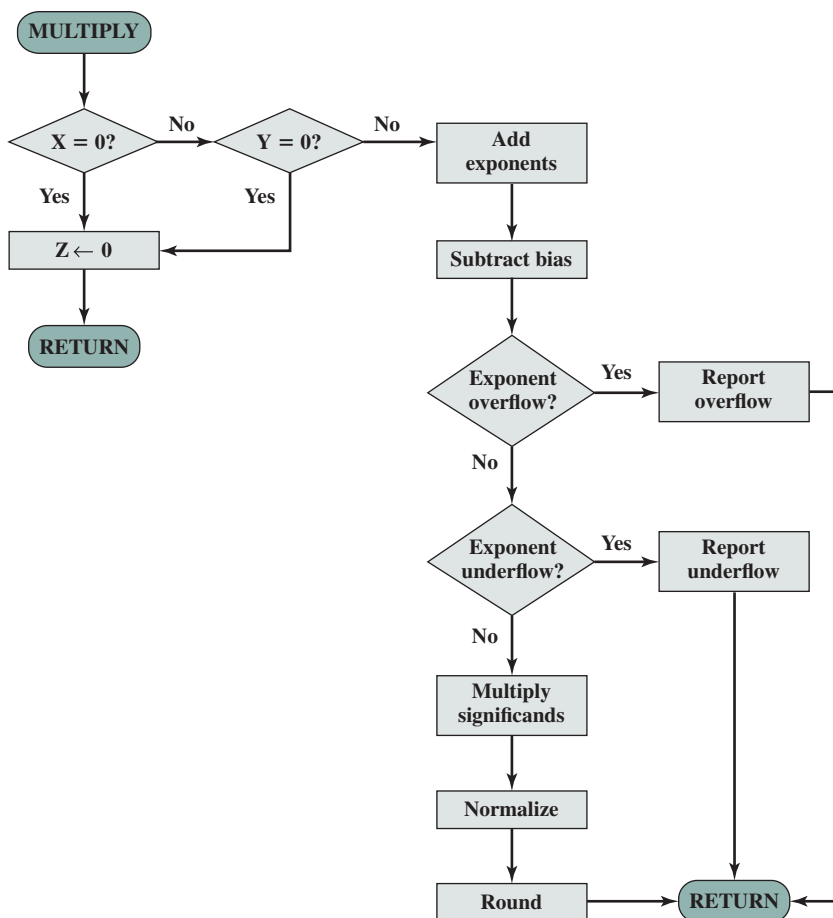 MULTIPLY
X = 0?
No
Y = 0?
No
Add
exponents
Yes
Yes
Z ← 0
Subtract bias
RETURN
Exponent
overflow?
Yes
Report
overflow
No
Exponent
underflow?
Yes
Report
underflow
No
Multiply
significands
Normalize
Round
RETURN